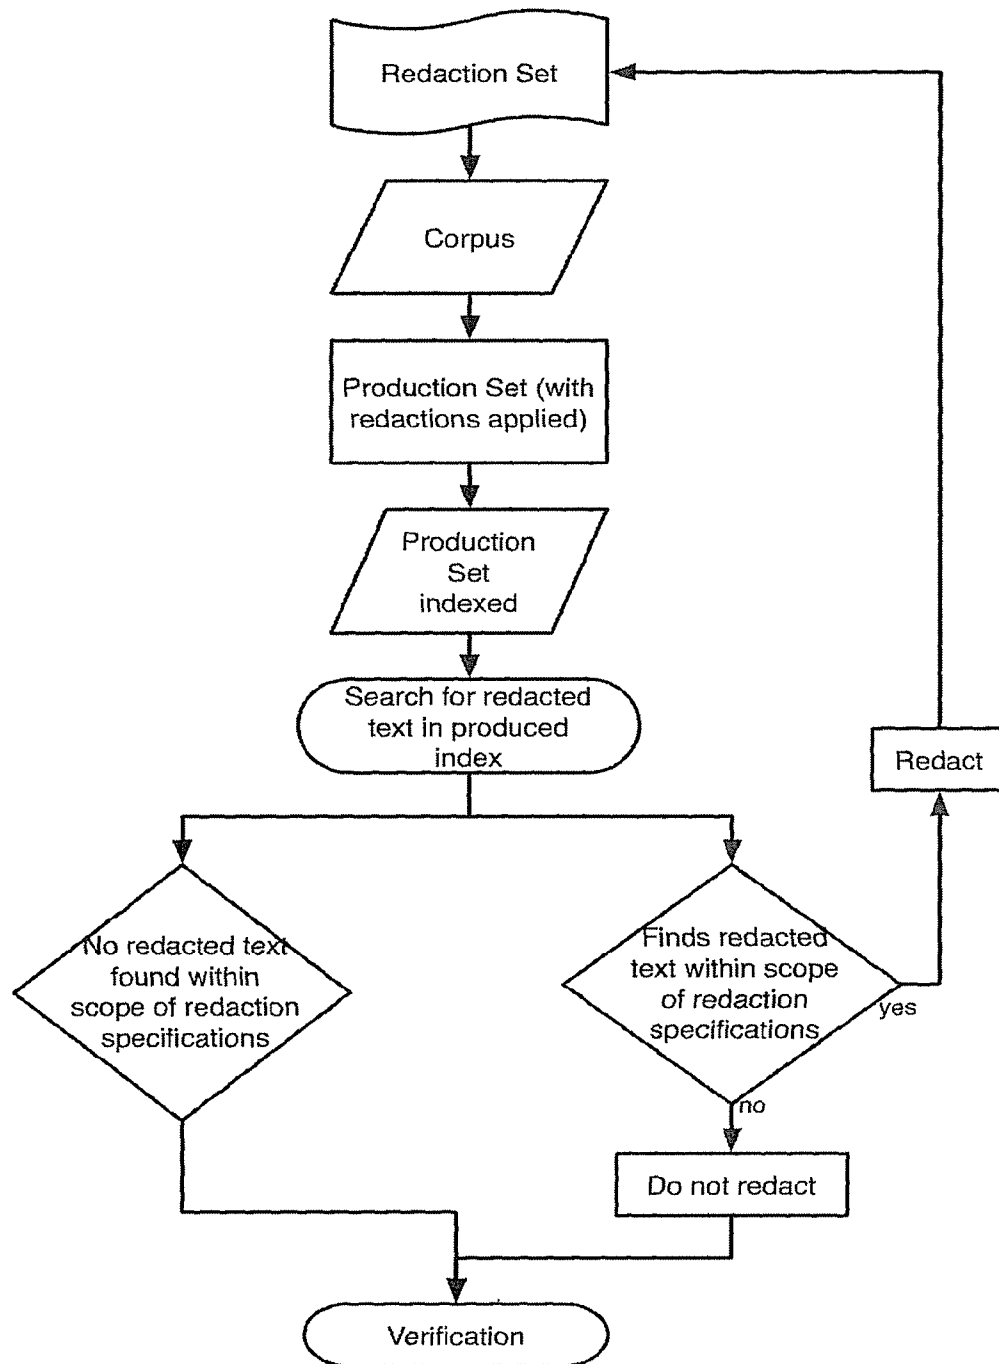 Redaction Set
Corpus
Production Set (with
redactions applied)
Production
Set
indexed
Search for redacted
text in produced
index
Redact
No redacted text
found within
scope of redaction
specifications
Finds redacted
text within scope
of redaction
specifications
yes
no
Do not redact
Verification